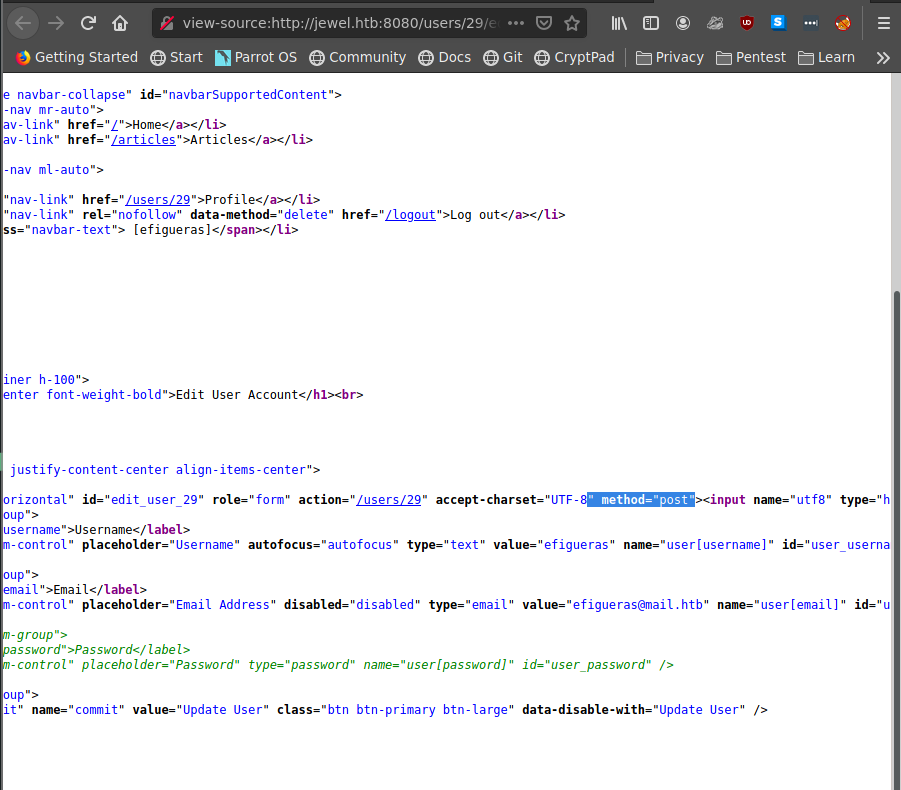 view-source:http://jewel.htb:8080/users/29/e
Getting Started Start Parrot OS Community Docs Git CryptPad Privacy Pentest Learn
e navbar-collapse" id="navbarSupportedContent">
-nav mr-auto">
av-link" href="/">Home</a></li>
av-link" href="/articles">Articles</a></li>
-nav ml-auto">
"nav-link" href="/users/29">Profile</a></li>
"nav-link" rel="nofollow" data-method="delete" href="/logout">Log out</a></li>
ss="navbar-text"> [efigueras]</span></li>
iner h-100">
enter font-weight-bold">Edit User Account</h1><br>
justify-content-center align-items-center">
orizontal" id="edit_user_29" role="form" action="/users/29" accept-charset="UTF-8" method="post"><input name="utf8" type="h
oup">
username">Username</label>
m-control" placeholder="Username" autofocus="autofocus" type="text" value="efigueras" name="user[username]" id="user_userna
oup">
email">Email</label>
m-control" placeholder="Email Address" disabled="disabled" type="email" value="efigueras@mail.htb" name="user[email]" id="u
m-group">
password">Password</label>
m-control" placeholder="Password" type="password" name="user[password]" id="user_password" />
oup">
it" name="commit" value="Update User" class="btn btn-primary btn-large" data-disable-with="Update User" />